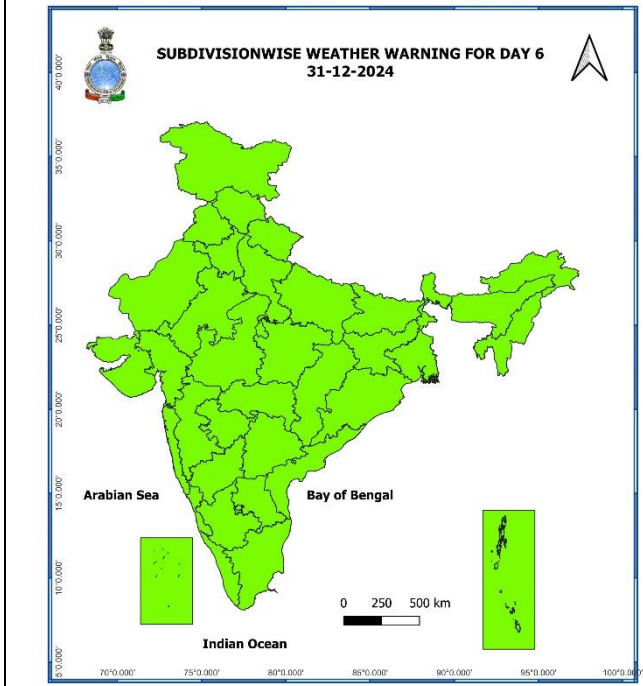 SUBDIVISIONWISE WEATHER WARNING FOR DAY 6
31-12-2024
40°0.000'
35°0.000'
30°0.000'
25°0.000'
20°0.000'
15°0.000'
10°0.000'
5°0.000'
Arabian Sea
Bay of Bengal
0 250 500 km
Indian Ocean
70°0.000' 75°0.000' 80°0.000' 85°0.000' 90°0.000' 95°0.000' 100°0.000'